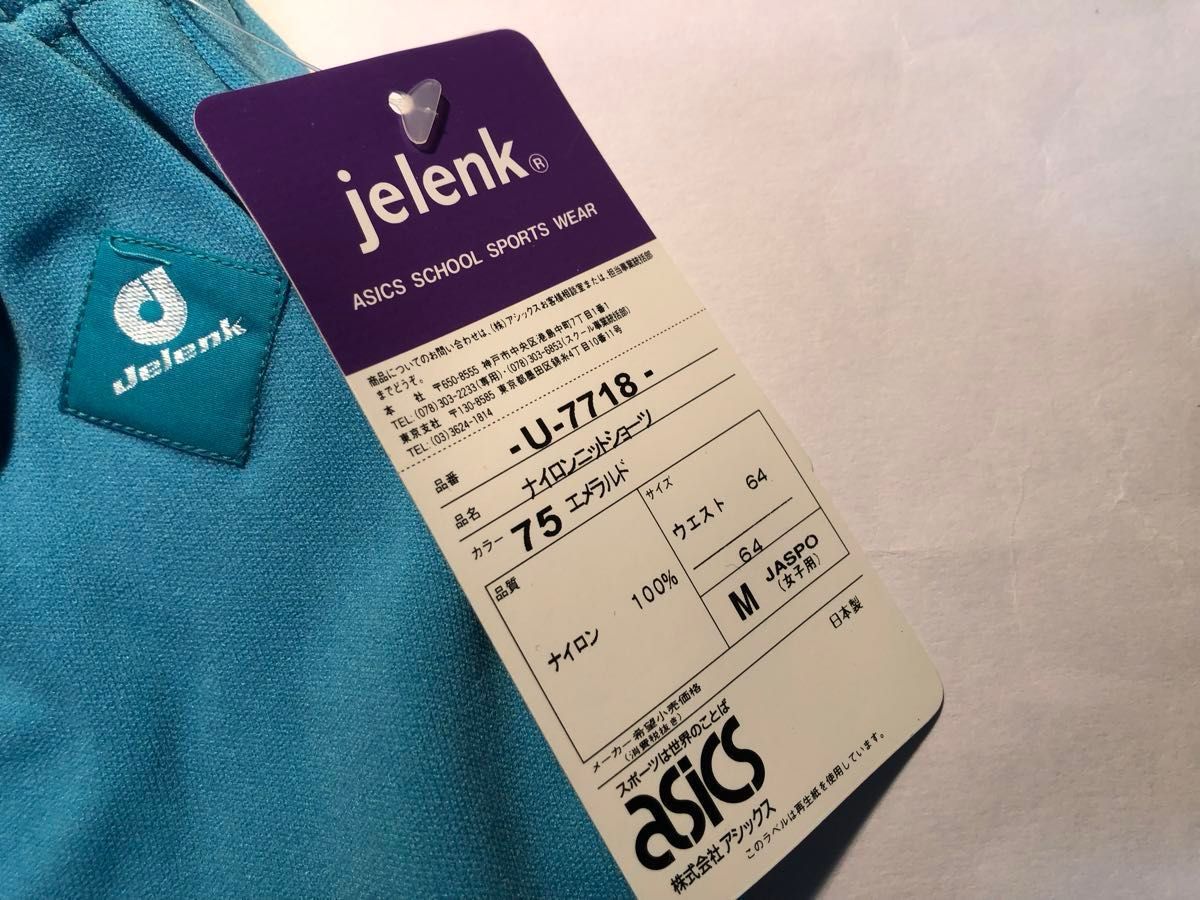 jelenk®
ASICS SCHOOL SPORTS WEAR
商品についてのお問い合わせは、(株)アシックスお客様相談室または、担当事業統括部
までどうぞ。
本 社 〒650-8555 神戸市中央区港島中町7丁目1番1
TEL:(078)303-2233(専用)・(078)303-6853(スクール事業統括部)
東京支社 〒130-8585 東京都墨田区錦糸4丁目10番11号
TEL:(03)3624-1814
品番 -U-7718-
品名 ナイロンニットショーツ
カラー 75 エメラルド
品質
ナイロン 100%
サイズ
ウエスト 64
64
M JASPO
(女子用)
日本製
メーカー希望小売価格
(消費税抜き)
スポーツは世界のことば
asics
株式会社アシックス
このラベルは再生紙を使用しています。
d
Jelenk